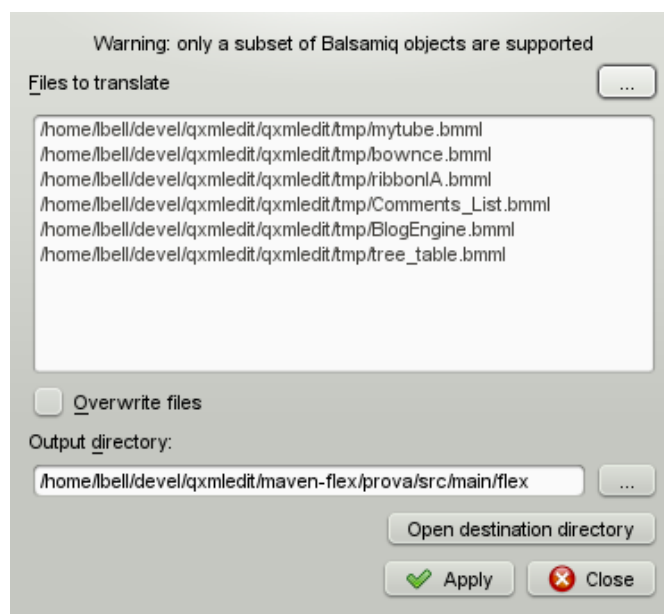 Warning: only a subset of Balsamiq objects are supported
Files to translate
...
/home/lbell/devel/qxmledit/qxmledit/tmp/mytube.bmml
/home/lbell/devel/qxmledit/qxmledit/tmp/bownce.bmml
/home/lbell/devel/qxmledit/qxmledit/tmp/ribbonIA.bmml
/home/lbell/devel/qxmledit/qxmledit/tmp/Comments_List.bmml
/home/lbell/devel/qxmledit/qxmledit/tmp/BlogEngine.bmml
/home/lbell/devel/qxmledit/qxmledit/tmp/tree_table.bmml
Overwrite files
Output directory:
/home/lbell/devel/qxmledit/maven-flex/prova/src/main/flex
...
Open destination directory
Apply
Close